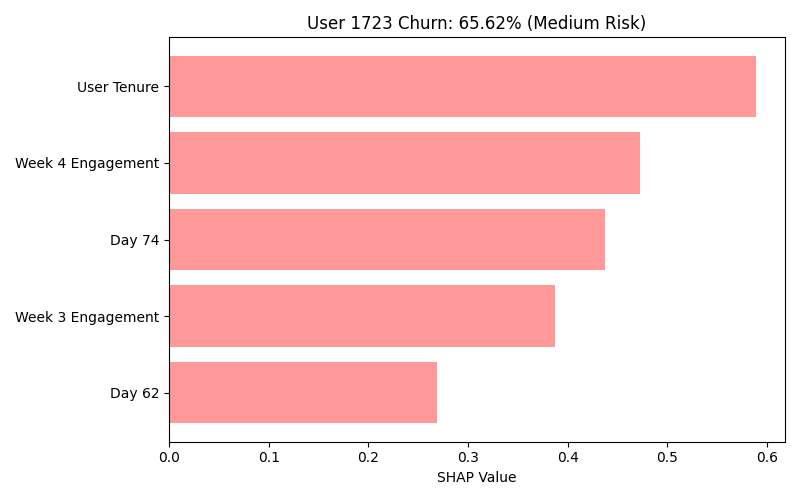 User 1723 Churn: 65.62% (Medium Risk)
User Tenure
Week 4 Engagement
Day 74
Week 3 Engagement
Day 62
0.0 0.1 0.2 0.3 0.4 0.5 0.6
SHAP Value